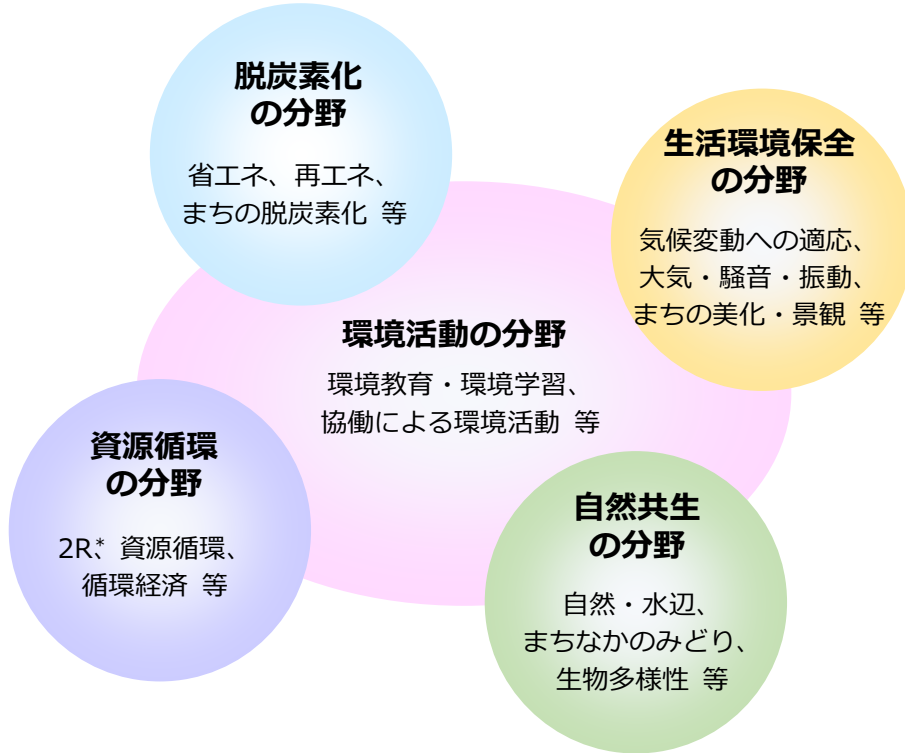 脱炭素化
の分野
省エネ、再エネ、
まちの脱炭素化 等
生活環境保全
の分野
気候変動への適応、
大気・騒音・振動、
まちの美化・景観 等
環境活動の分野
環境教育・環境学習、
協働による環境活動 等
資源循環
の分野
2R*、資源循環、
循環経済 等
自然共生
の分野
自然・水辺、
まちなかのみどり、
生物多様性 等